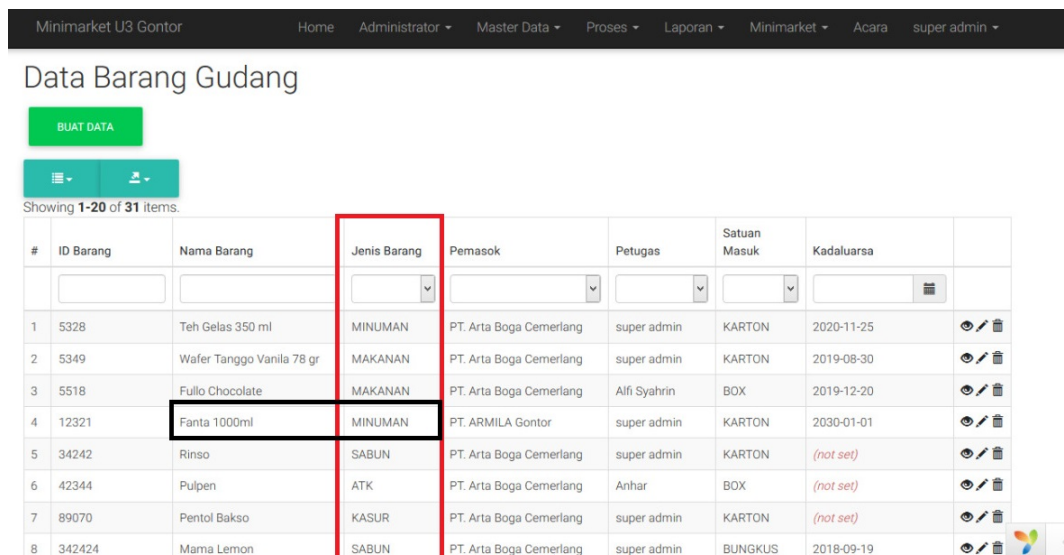 Minimarket U3 Gontor Home Administrator Master Data Proses Laporan Minimarket Acara super admin
Data Barang Gudang
BUAT DATA
Showing 1-20 of 31 items.
# ID Barang Nama Barang Jenis Barang Pemasok Petugas Satuan Masuk Kadaluarsa
1 5328 Teh Gelas 350 ml MINUMAN PT. Arta Boga Cemerlang super admin KARTON 2020-11-25
2 5349 Wafer Tanggo Vanila 78 gr MAKANAN PT. Arta Boga Cemerlang super admin KARTON 2019-08-30
3 5518 Fullo Chocolate MAKANAN PT. Arta Boga Cemerlang Alfi Syahrin BOX 2019-12-20
4 12321 Fanta 1000ml MINUMAN PT. ARMILA Gontor super admin KARTON 2030-01-01
5 34242 Rinso SABUN PT. Arta Boga Cemerlang super admin KARTON (not set)
6 42344 Pulpen ATK PT. Arta Boga Cemerlang Anhar BOX (not set)
7 89070 Pentol Bakso KASUR PT. Arta Boga Cemerlang super admin KARTON (not set)
8 342424 Mama Lemon SABUN PT. Arta Boga Cemerlang super admin BUNGKUS 2018-09-19